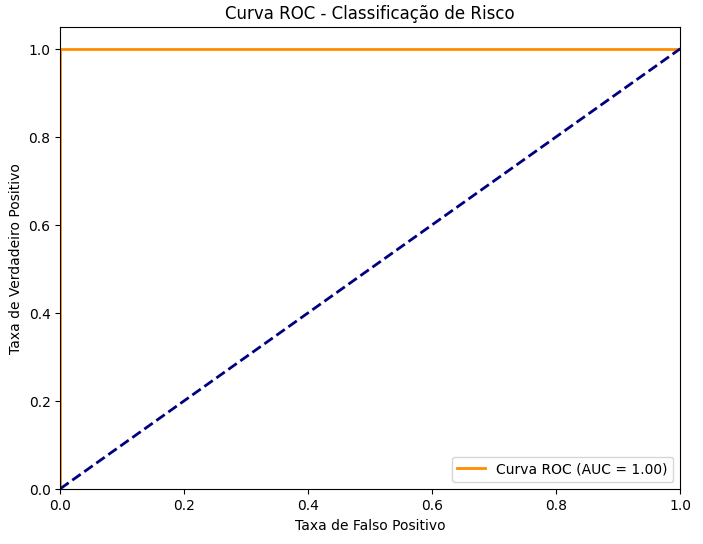 Curva ROC - Classificação de Risco
Taxa de Verdadeiro Positivo
1.0
0.8
0.6
0.4
0.2
0.0
0.0 0.2 0.4 0.6 0.8 1.0
Taxa de Falso Positivo
Curva ROC (AUC = 1.00)